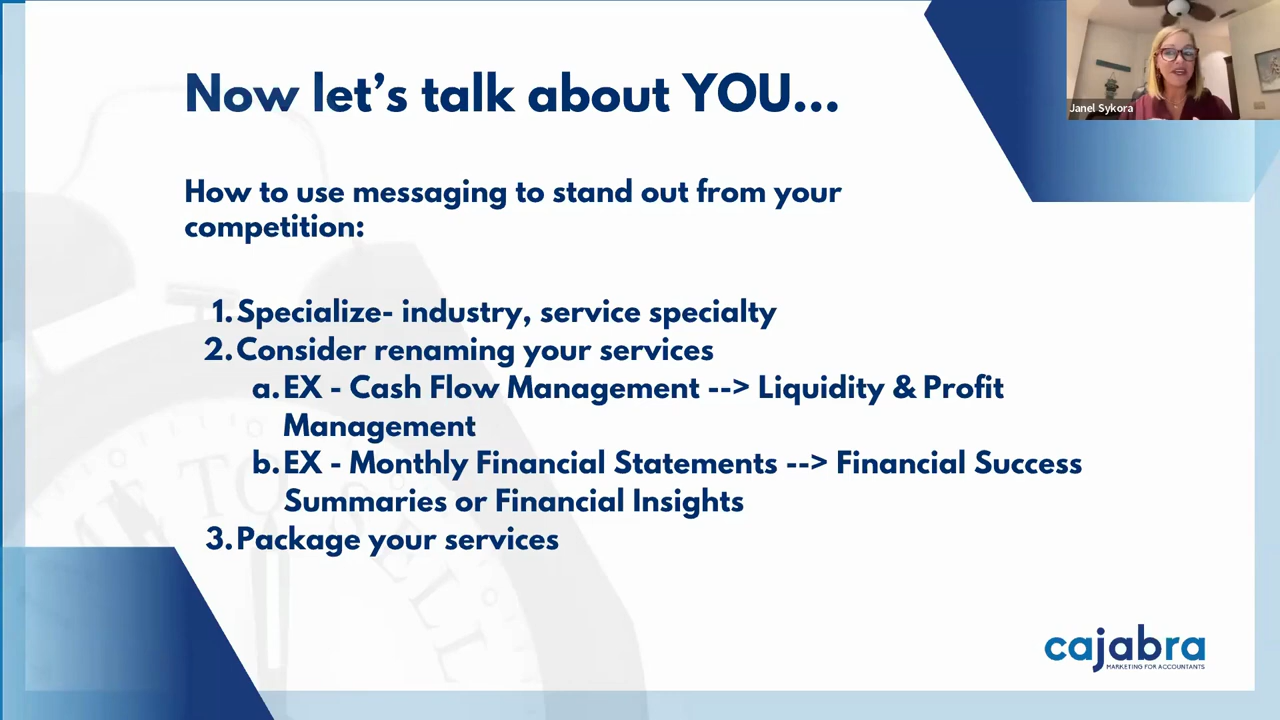 Now let's talk about YOU...
Janel Sykora
How to use messaging to stand out from your
competition:
1. Specialize- industry, service specialty
2. Consider renaming your services
a. EX - Cash Flow Management --> Liquidity & Profit
Management
b. EX - Monthly Financial Statements --> Financial Success
Summaries or Financial Insights
3. Package your services
TO SELL
cajabra
MARKETING FOR ACCOUNTANTS